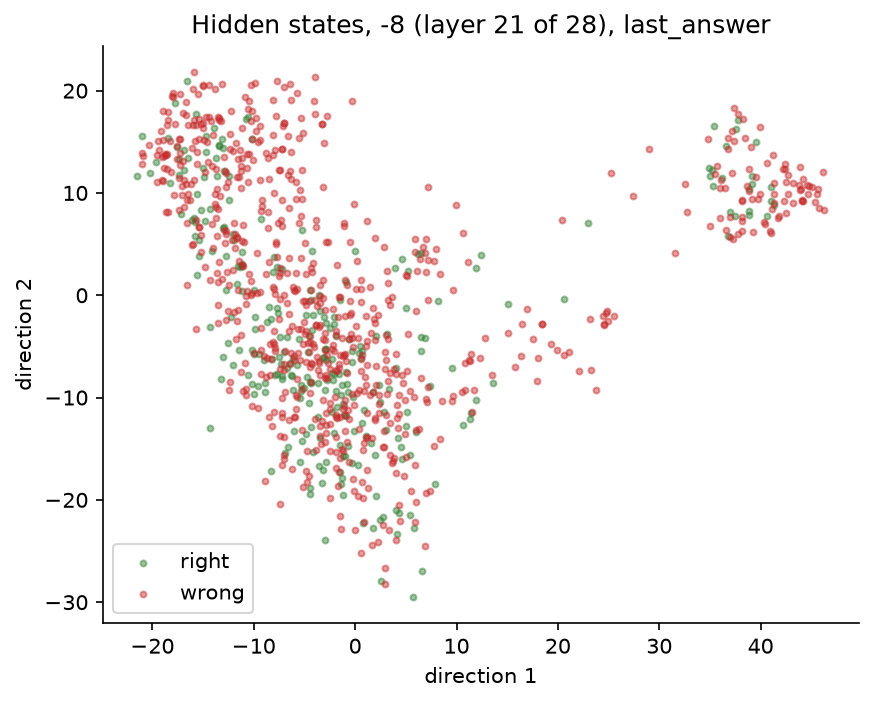 Hidden states, -8 (layer 21 of 28), last_answer
direction 2
20
10
0
−10
−20
−30
right
wrong
−20
−10
0
10
20
30
40
direction 1